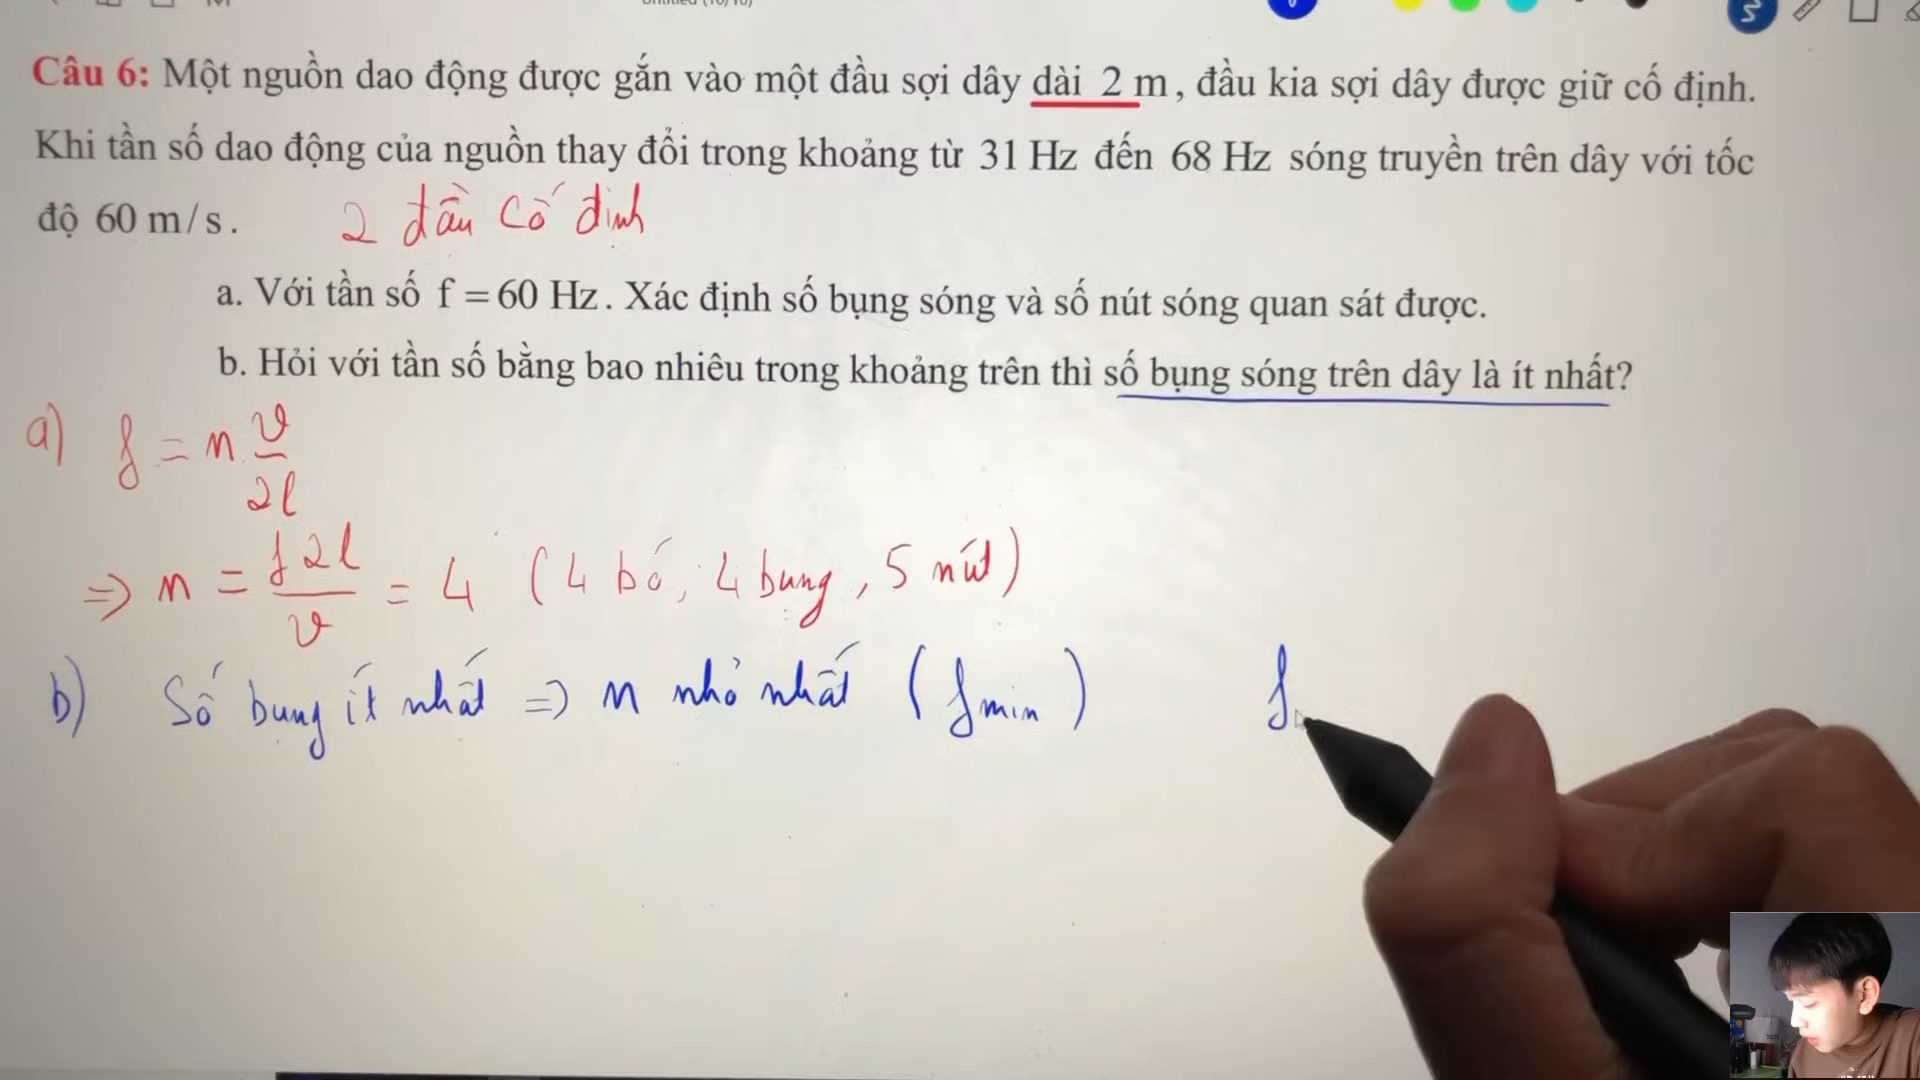 Câu 6: Một nguồn dao động được gắn vào một đầu sợi dây dài 2 m, đầu kia sợi dây được giữ cố định.
Khi tần số dao động của nguồn thay đổi trong khoảng từ 31 Hz đến 68 Hz sóng truyền trên dây với tốc
độ 60 m/s. 2 đầu cố định
a. Với tần số f = 60 Hz. Xác định số bụng sóng và số nút sóng quan sát được.
b. Hỏi với tần số bằng bao nhiêu trong khoảng trên thì số bụng sóng trên dây là ít nhất?
a) f = n v/2l
=> n = f2l/v = 4 (4 bó, 4 bụng, 5 nút)
b) Số bụng ít nhất => n nhỏ nhất (fmin) f